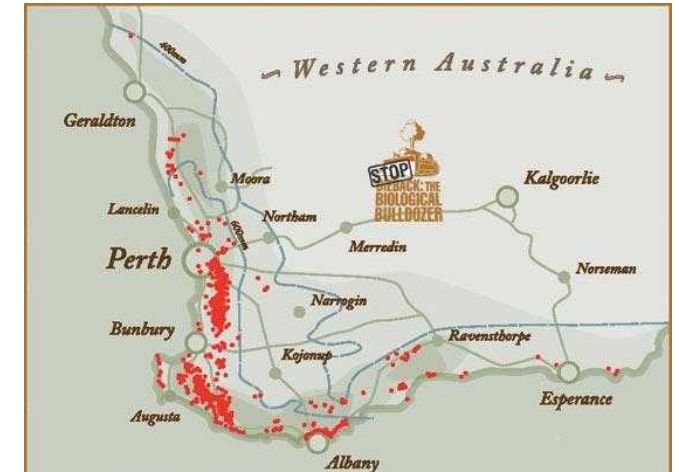 400mm
Western Australia
Geraldton
STOP
DIEBACK: THE
BIOLOGICAL
BULLDOZER
Kalgoorlie
Moora
Lancelin
Northam
600mm
Merredin
Perth
Norseman
Narrogin
Bunbury
Ravensthorpe
Kojonup
Esperance
Augusta
Albany